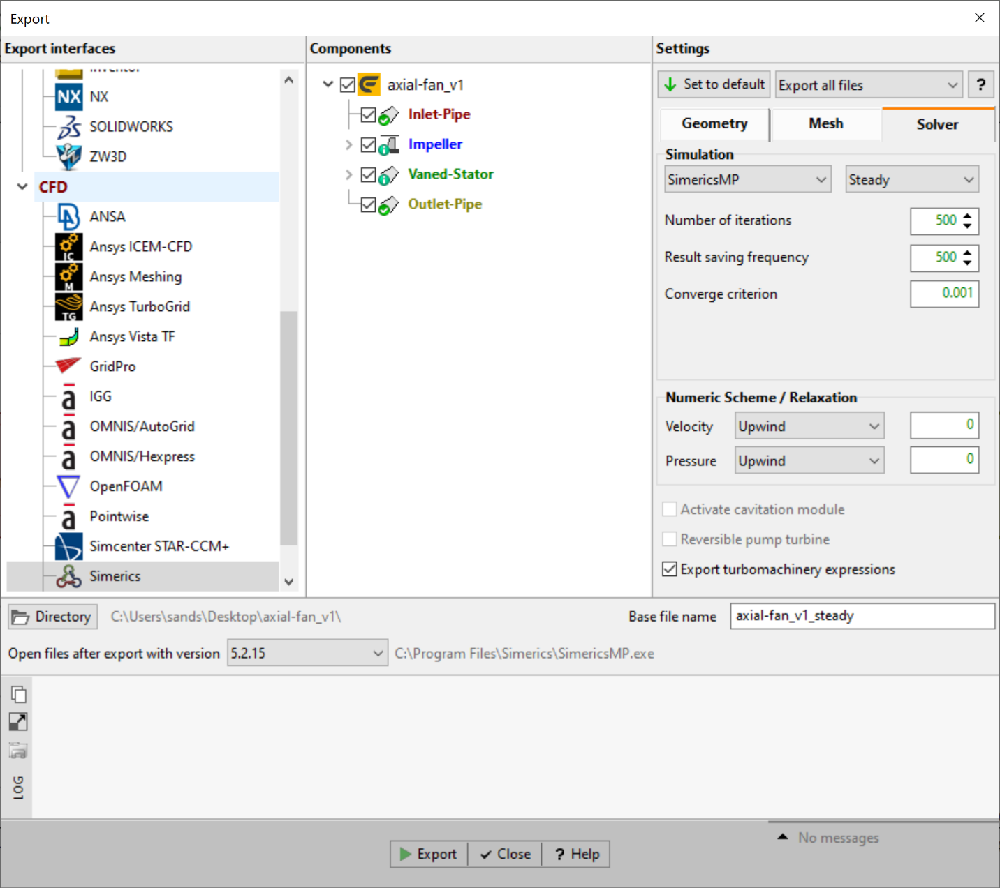 Export
Export interfaces
Components
Settings
Inventor
NX
NX
SOLIDWORKS
ZW3D
CFD
ANSA
IC
Ansys ICEM-CFD
M
Ansys Meshing
TG
Ansys TurboGrid
Ansys Vista TF
GridPro
a
IGG
a
OMNIS/AutoGrid
a
OMNIS/Hexpress
OpenFOAM
a
Pointwise
Simcenter STAR-CCM+
Simerics
axial-fan_v1
Inlet-Pipe
Impeller
Vaned-Stator
Outlet-Pipe
Set to default
Export all files
?
Geometry
Mesh
Solver
Simulation
SimericsMP
Steady
Number of iterations
500
Result saving frequency
500
Converge criterion
0.001
Numeric Scheme / Relaxation
Velocity
Upwind
0
Pressure
Upwind
0
Activate cavitation module
Reversible pump turbine
Export turbomachinery expressions
Directory
C:\Users\sands\Desktop\axial-fan_v1\
Base file name
axial-fan_v1_steady
Open files after export with version
5.2.15
C:\Program Files\Simerics\SimericsMP.exe
LOG
No messages
Export
Close
? Help